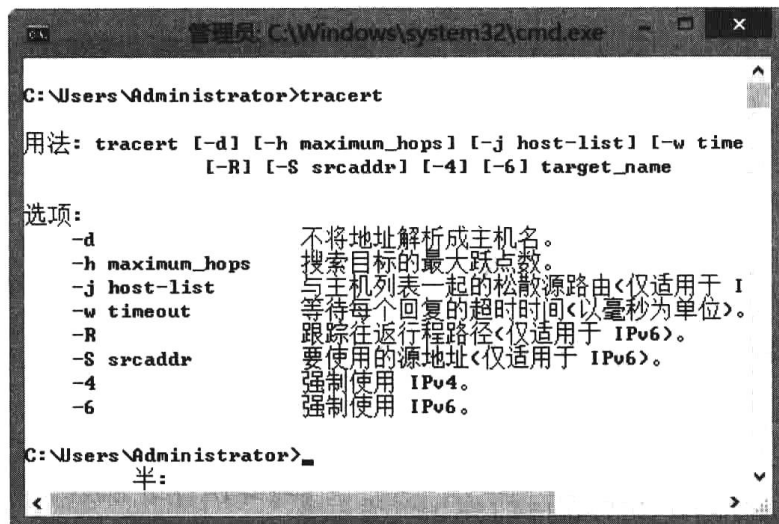 管理员: C:\Windows\system32\cmd.exe
C:\Users\Administrator>tracert
用法: tracert [-d] [-h maximum_hops] [-j host-list] [-w time
[-R] [-S srcaddr] [-4] [-6] target_name
选项:
-d 不将地址解析成主机名。
-h maximum_hops 搜索目标的最大跃点数。
-j host-list 与主机列表一起的松散源路由(仅适用于 I
-w timeout 等待每个回复的超时时间(以毫秒为单位)。
-R 跟踪往返行程路径(仅适用于 IPv6)。
-S srcaddr 要使用的源地址(仅适用于 IPv6)。
-4 强制使用 IPv4。
-6 强制使用 IPv6。
C:\Users\Administrator>_
半: